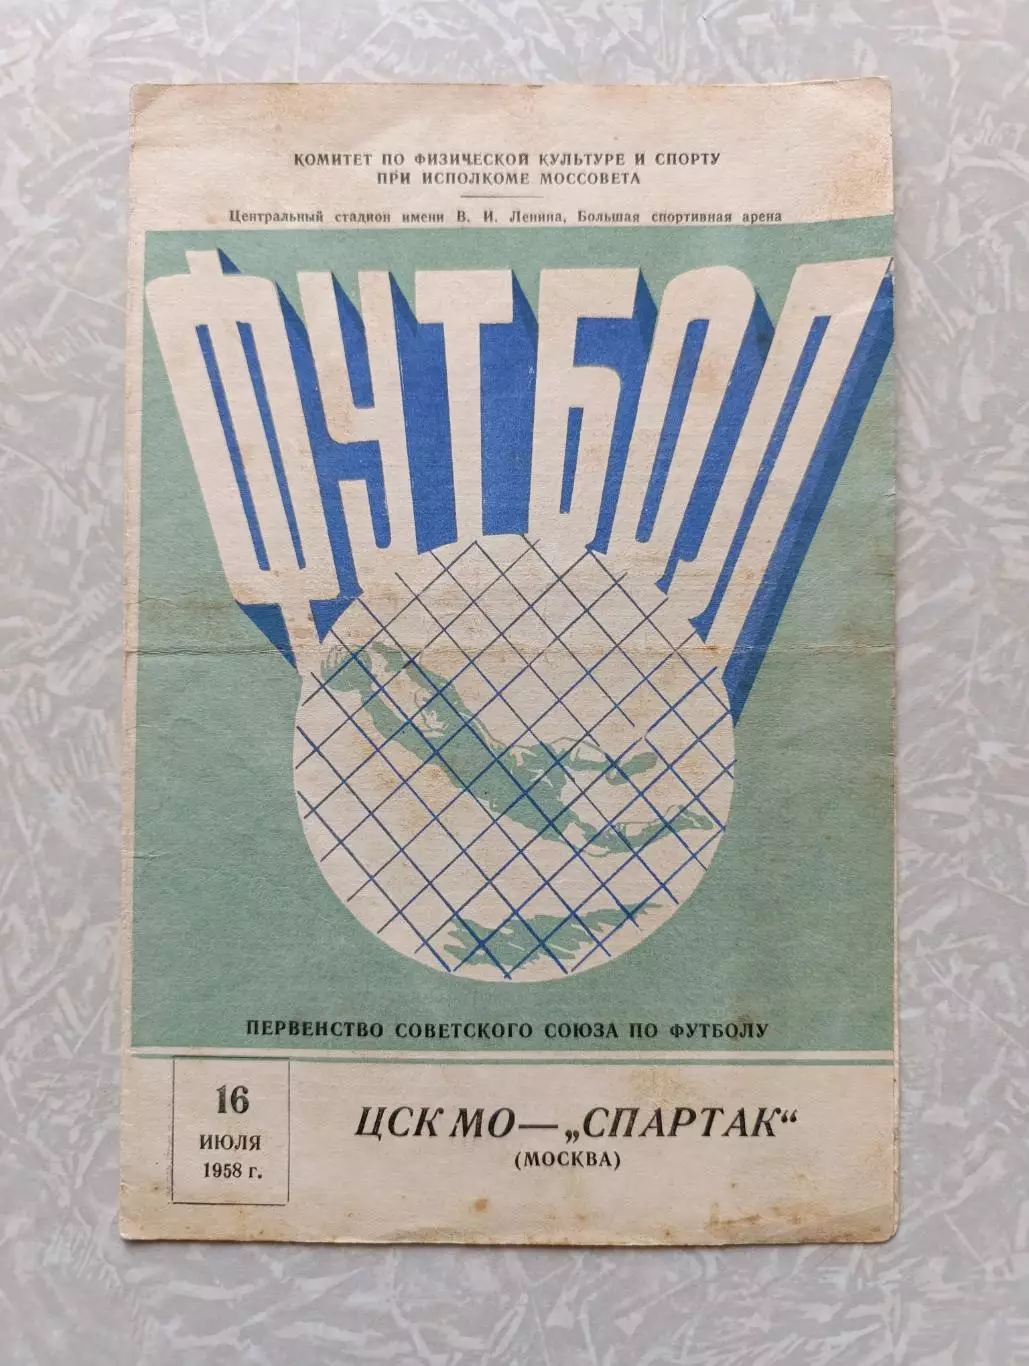 КОМИТЕТ ПО ФИЗИЧЕСКОЙ КУЛЬТУРЕ И СПОРТУ
ПРИ ИСПОЛКОМЕ МОССОВЕТА
Центральный стадион имени В. И. Ленина, Большая спортивная арена
ФУТБОЛ
ПЕРВЕНСТВО СОВЕТСКОГО СОЮЗА ПО ФУТБОЛУ
16
ИЮЛЯ
1958 г.
ЦСК МО — „СПАРТАК“
(МОСКВА)